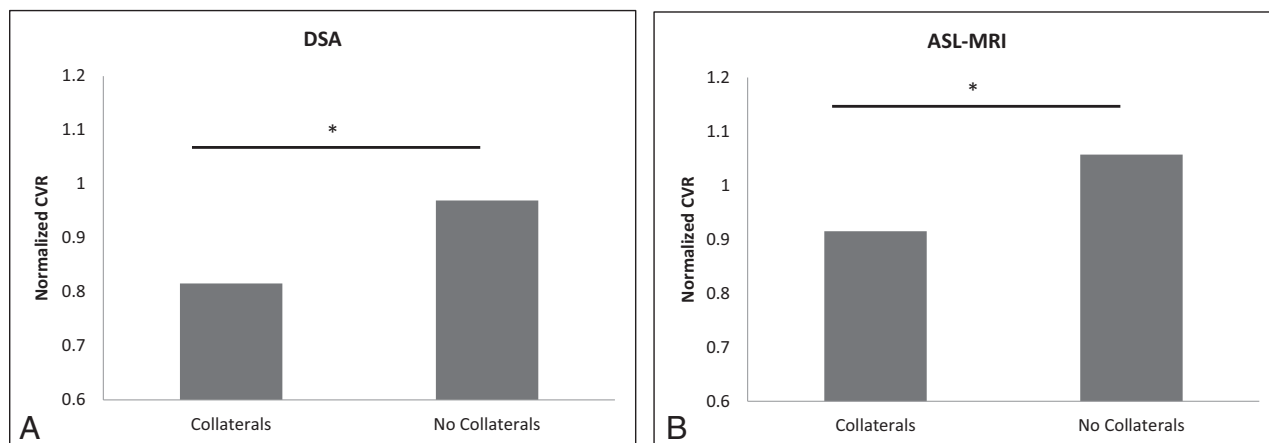 DSA
1.2
1.1
1
0.9
0.8
0.7
0.6
Normalized CVR
*
Collaterals
No Collaterals
A
ASL-MRI
1.2
1.1
1
0.9
0.8
0.7
0.6
Normalized CVR
*
Collaterals
No Collaterals
B